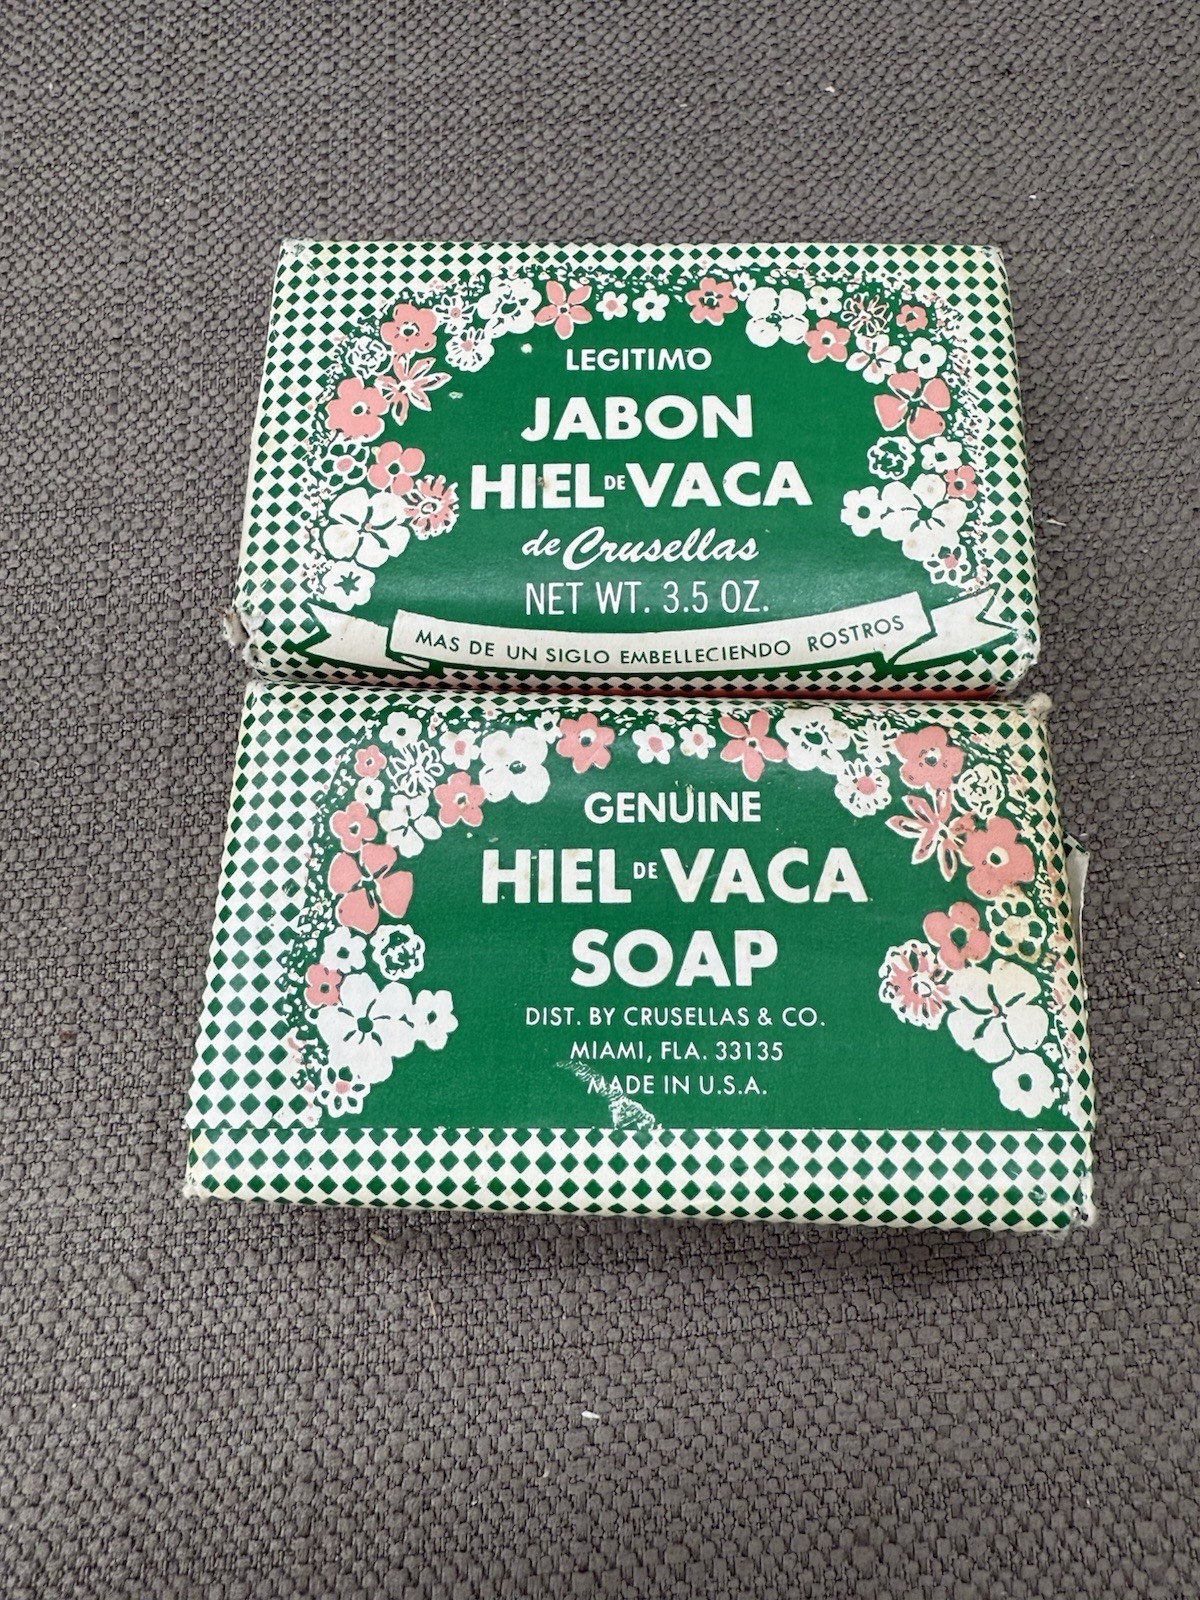 LEGITIMO
JABON
HIEL DE VACA
de Crusellas
NET WT. 3.5 OZ.
MAS DE UN SIGLO EMBELLECIENDO ROSTROS
GENUINE
HIEL DE VACA
SOAP
DIST. BY CRUSELLAS & CO.
MIAMI, FLA. 33135
MADE IN U.S.A.